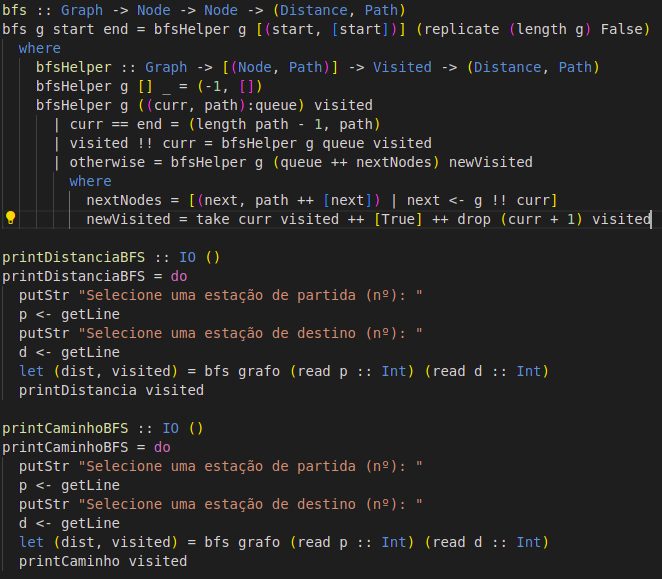 bfs :: Graph -> Node -> Node -> (Distance, Path)
bfs g start end = bfsHelper g [(start, [start])] (replicate (length g) False)
  where
    bfsHelper :: Graph -> [(Node, Path)] -> Visited -> (Distance, Path)
    bfsHelper g [] _ = (-1, [])
    bfsHelper g ((curr, path):queue) visited
      | curr == end = (length path - 1, path)
      | visited !! curr = bfsHelper g queue visited
      | otherwise = bfsHelper g (queue ++ nextNodes) newVisited
        where
          nextNodes = [(next, path ++ [next]) | next <- g !! curr]
          newVisited = take curr visited ++ [True] ++ drop (curr + 1) visited
printDistanciaBFS :: IO ()
printDistanciaBFS = do
  putStr "Selecione uma estação de partida (nº): "
  p <- getLine
  putStr "Selecione uma estação de destino (nº): "
  d <- getLine
  let (dist, visited) = bfs grafo (read p :: Int) (read d :: Int)
  printDistancia visited
printCaminhoBFS :: IO ()
printCaminhoBFS = do
  putStr "Selecione uma estação de partida (nº): "
  p <- getLine
  putStr "Selecione uma estação de destino (nº): "
  d <- getLine
  let (dist, visited) = bfs grafo (read p :: Int) (read d :: Int)
  printCaminho visited